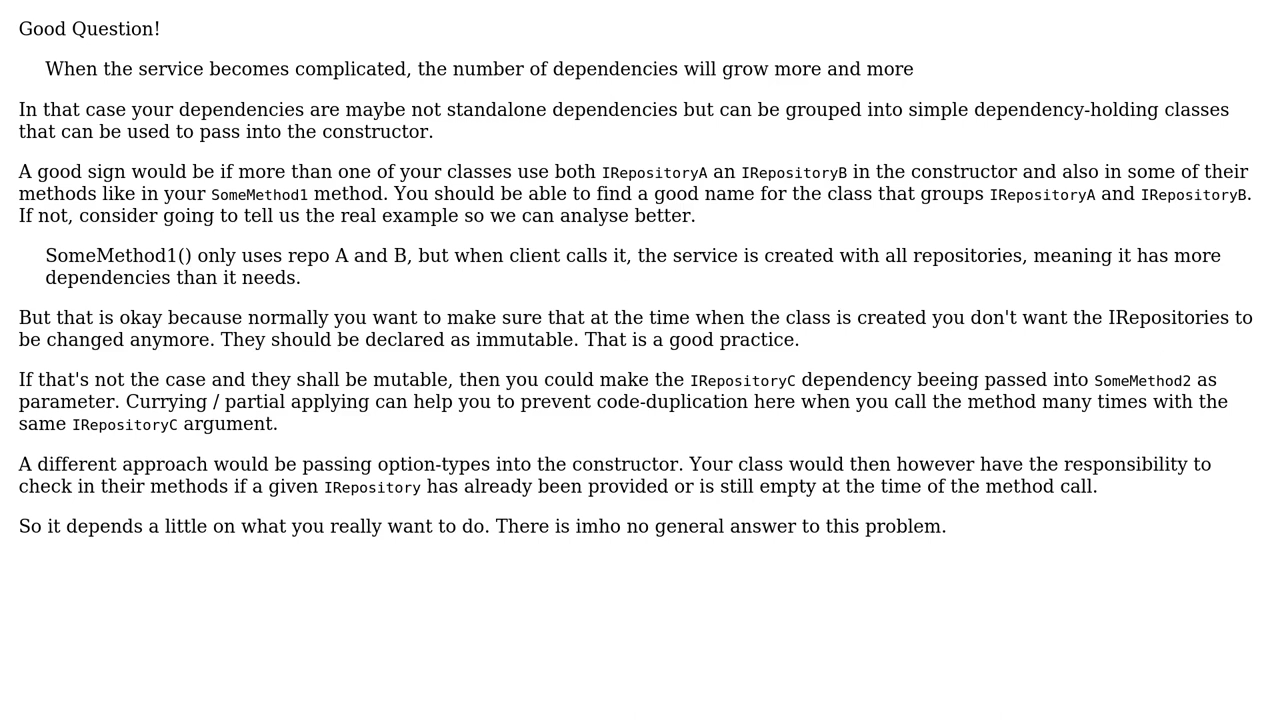 Good Question!
When the service becomes complicated, the number of dependencies will grow more and more
In that case your dependencies are maybe not standalone dependencies but can be grouped into simple dependency-holding classes
that can be used to pass into the constructor.
A good sign would be if more than one of your classes use both IRepositoryA an IRepositoryB in the constructor and also in some of their
methods like in your SomeMethod1 method. You should be able to find a good name for the class that groups IRepositoryA and IRepositoryB.
If not, consider going to tell us the real example so we can analyse better.
SomeMethod1() only uses repo A and B, but when client calls it, the service is created with all repositories, meaning it has more
dependencies than it needs.
But that is okay because normally you want to make sure that at the time when the class is created you don't want the IRepositories to
be changed anymore. They should be declared as immutable. That is a good practice.
If that's not the case and they shall be mutable, then you could make the IRepositoryC dependency beeing passed into SomeMethod2 as
parameter. Currying / partial applying can help you to prevent code-duplication here when you call the method many times with the
same IRepositoryC argument.
A different approach would be passing option-types into the constructor. Your class would then however have the responsibility to
check in their methods if a given IRepository has already been provided or is still empty at the time of the method call.
So it depends a little on what you really want to do. There is imho no general answer to this problem.